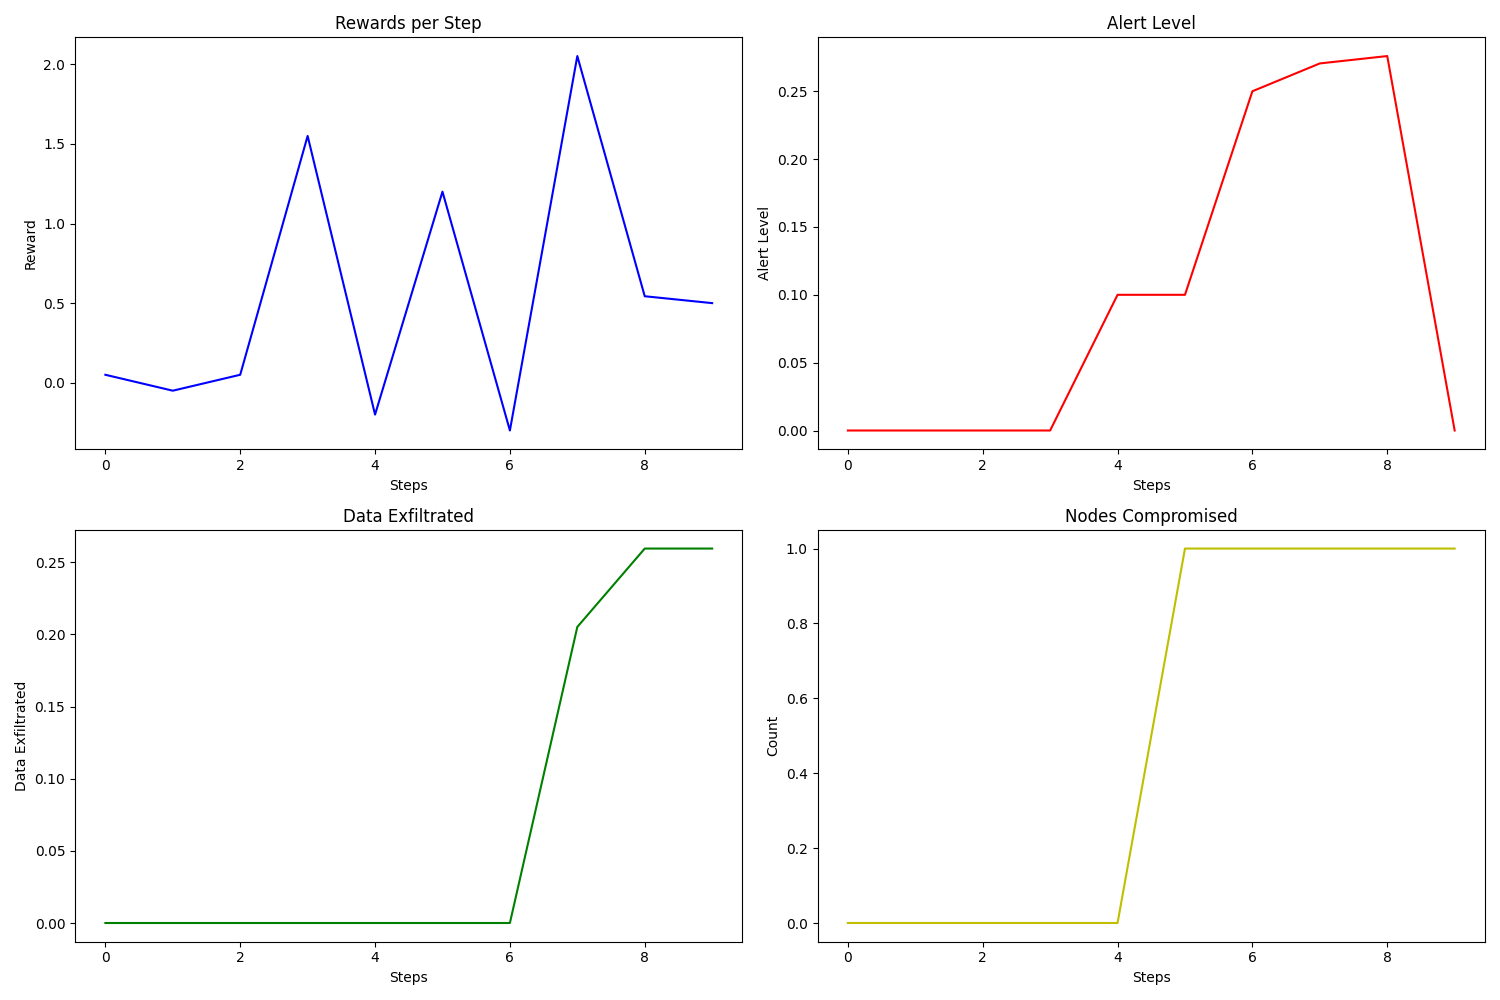 Rewards per Step
2.0
1.5
1.0
0.5
0.0
Reward
0 2 4 6 8
Steps
Alert Level
0.25
0.20
0.15
0.10
0.05
0.00
Alert Level
0 2 4 6 8
Steps
Data Exfiltrated
0.25
0.20
0.15
0.10
0.05
0.00
Data Exfiltrated
0 2 4 6 8
Steps
Nodes Compromised
1.0
0.8
0.6
0.4
0.2
0.0
Count
0 2 4 6 8
Steps